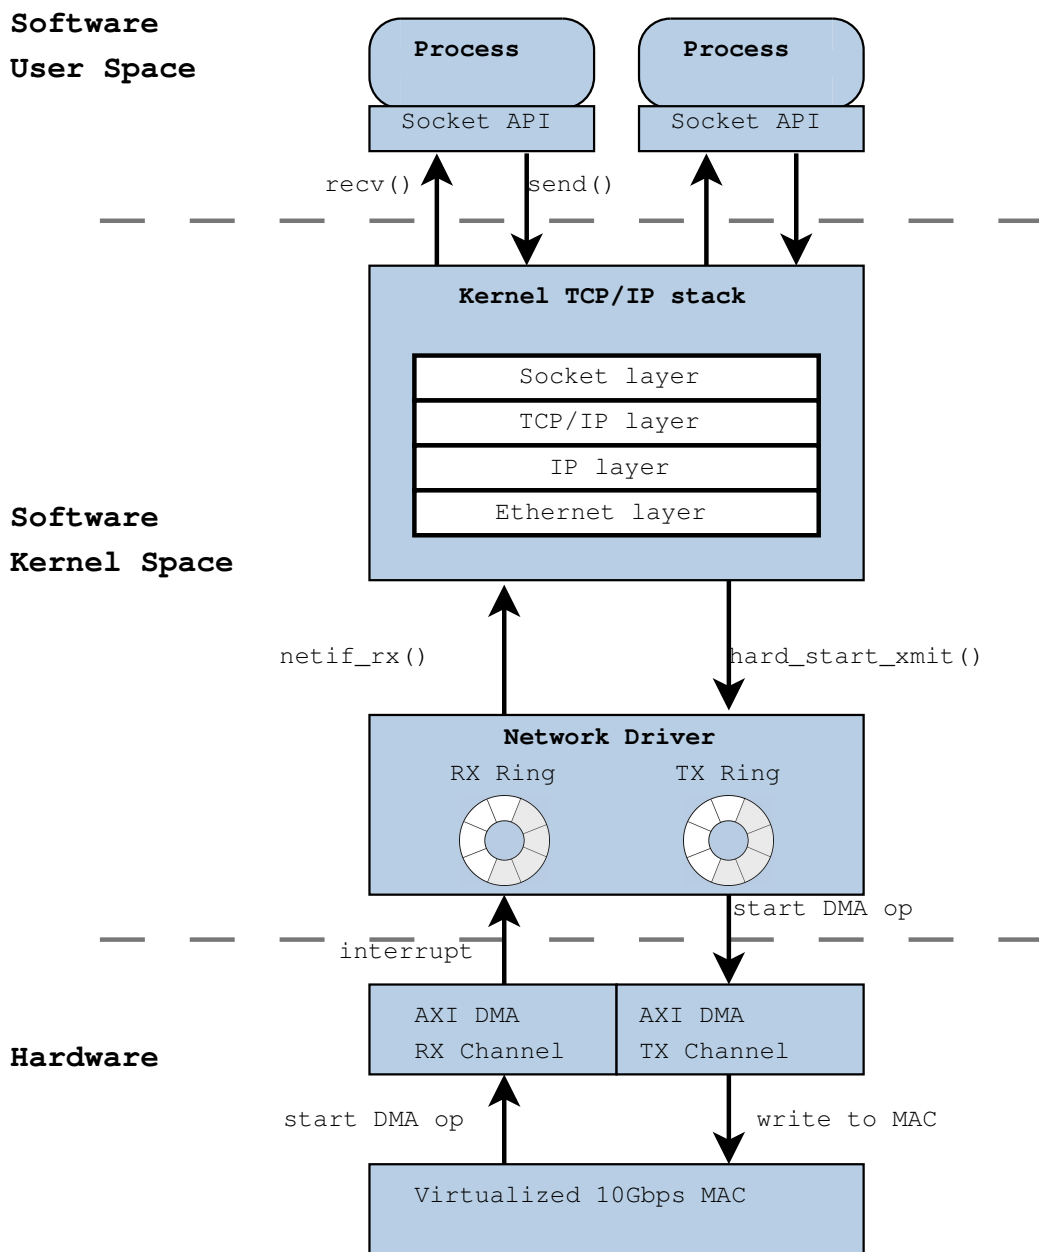 Software
User Space
Process
Process
Socket API
Socket API
recv()
send()
Kernel TCP/IP stack
Socket layer
TCP/IP layer
IP layer
Ethernet layer
Software
Kernel Space
netif_rx()
hard_start_xmit()
Network Driver
RX Ring
TX Ring
start DMA op
interrupt
AXI DMA
RX Channel
AXI DMA
TX Channel
Hardware
start DMA op
write to MAC
Virtualized 10Gbps MAC